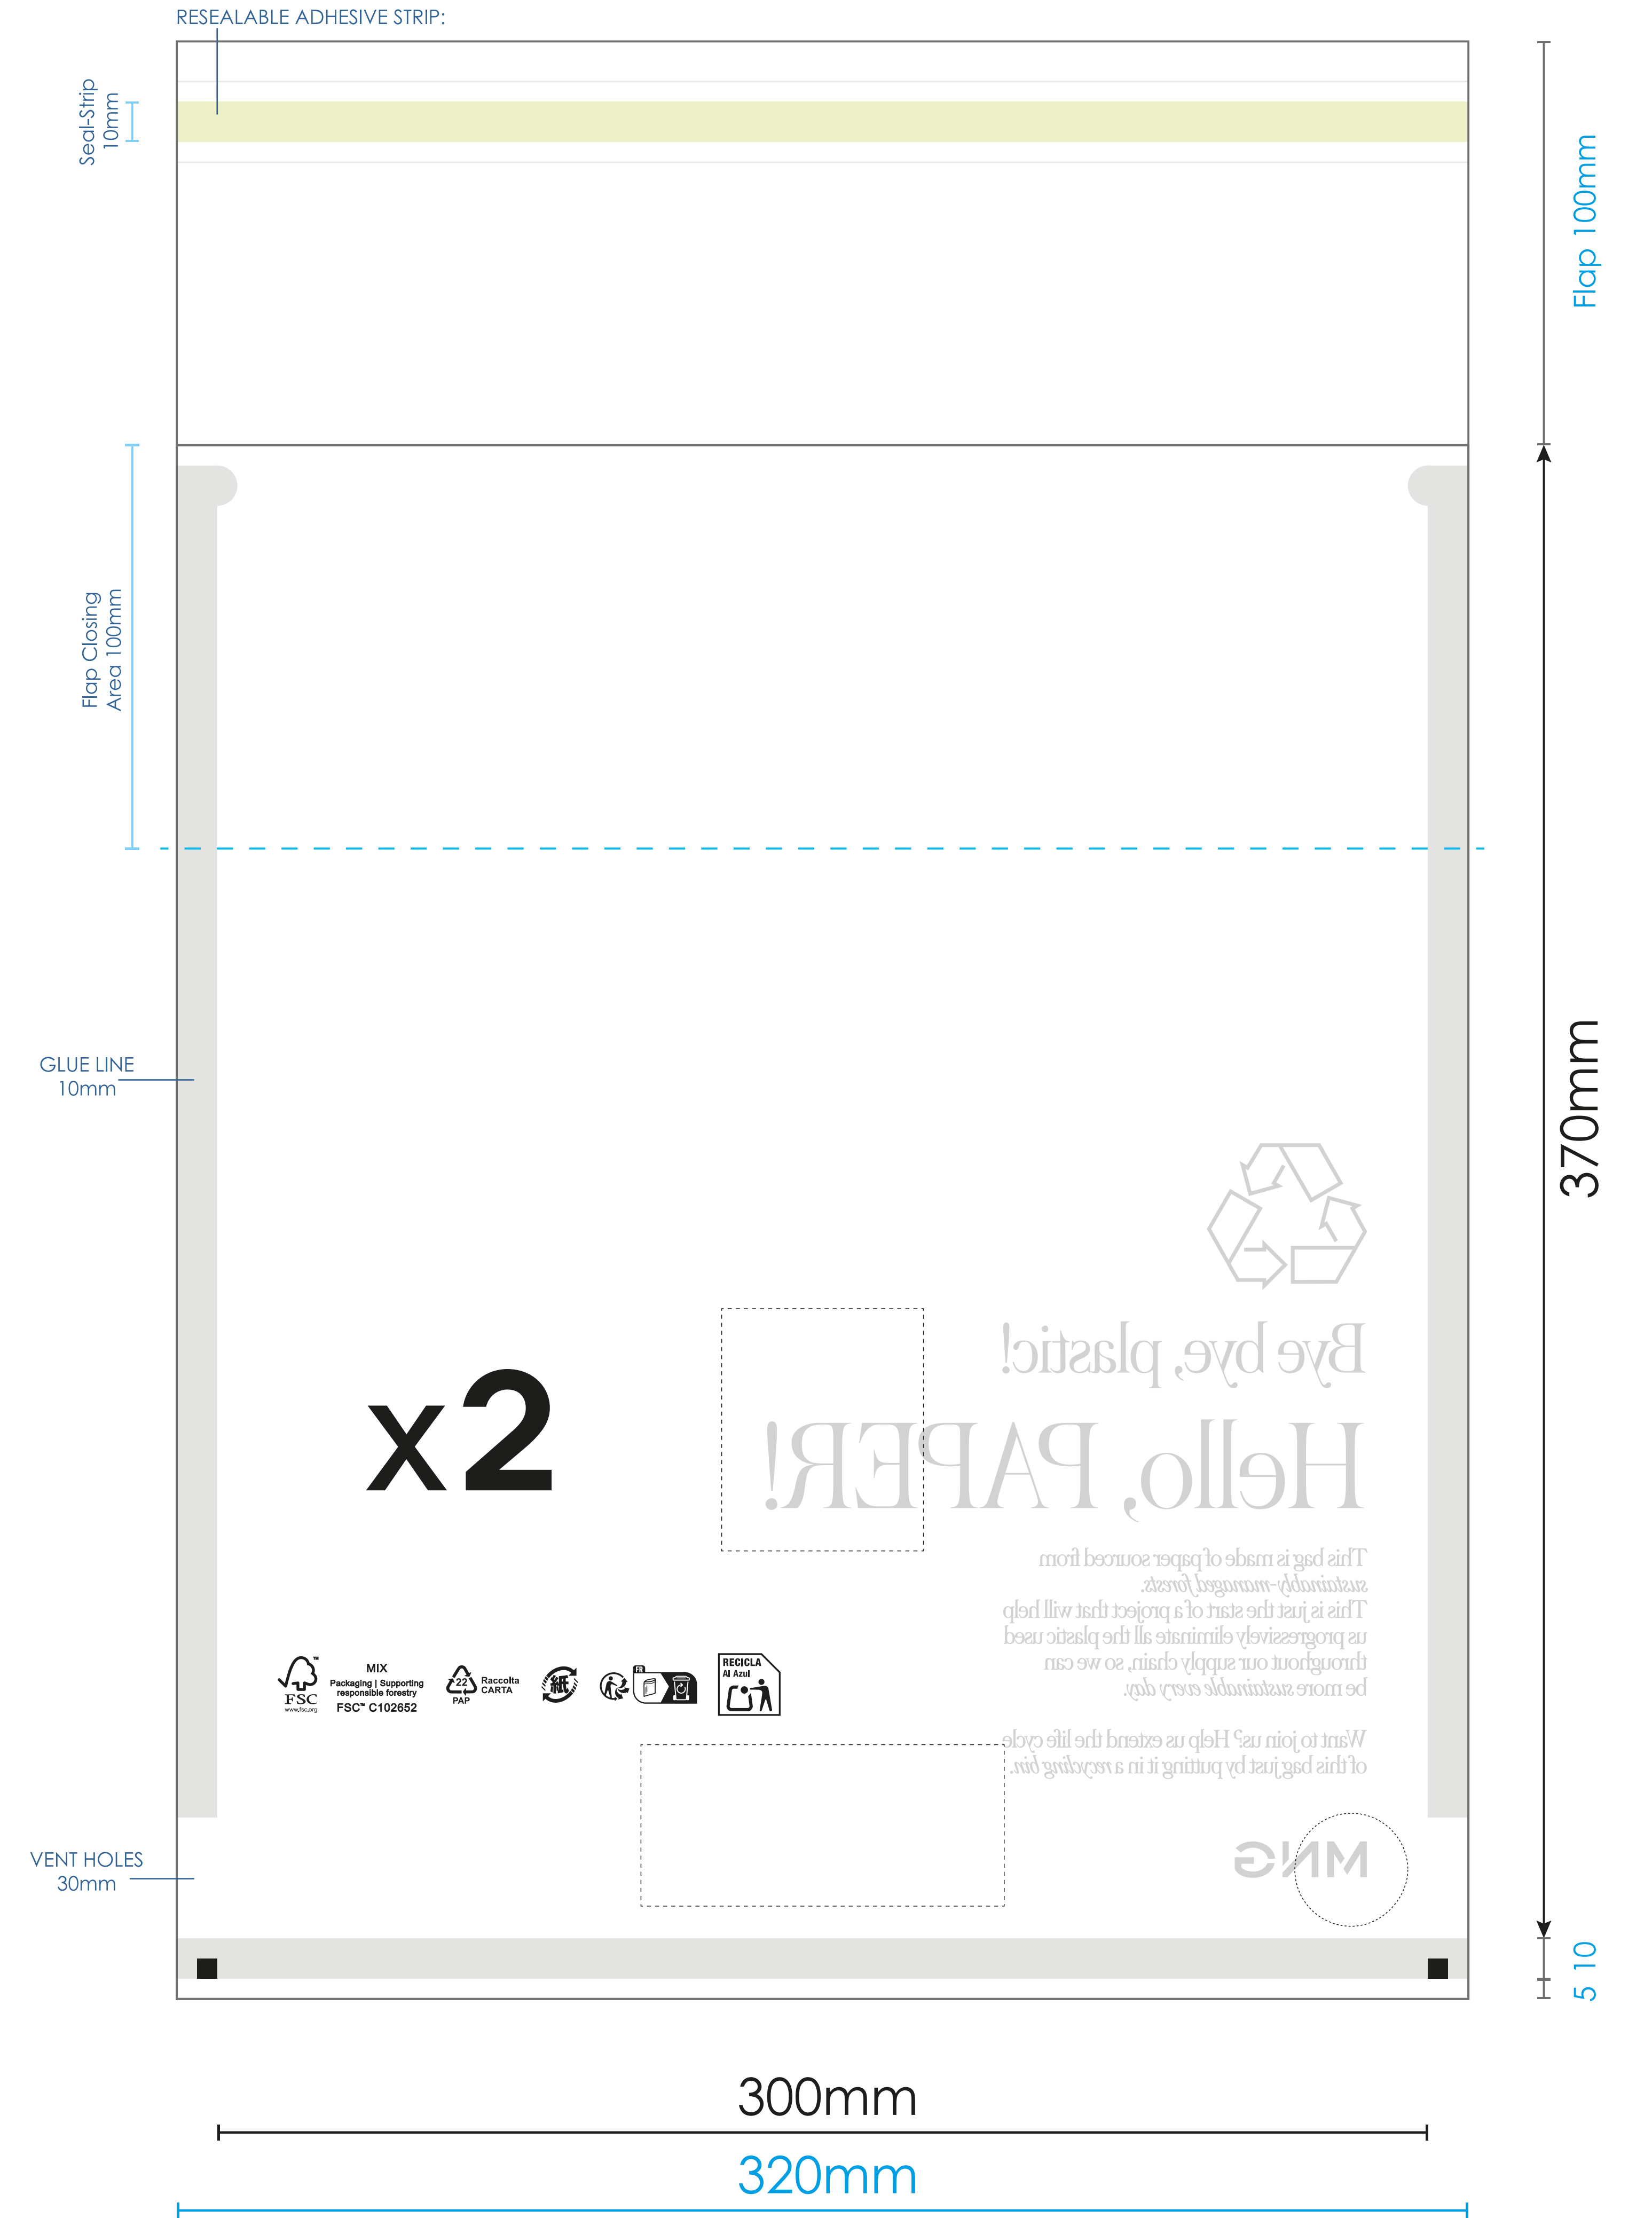 RESEALABLE ADHESIVE STRIP:
Seal-Strip
10mm
Flap 100mm
Flap Closing
Area 100mm
GLUE LINE
10mm
370mm
Bye bye, plastic!
Hello, PAPER!
x2
This bag is made of paper sourced from
sustainably-managed forests.
This is just the start of a project that will help
us progressively eliminate all the plastic used
throughout our supply chain, so we can
be more sustainable every day.
Want to join us? Help us extend the life cycle
of this bag just by putting it in a recycling bin.
FSC
www.fsc.org
MIX
Packaging | Supporting
responsible forestry
FSC™ C102652
22
PAP
Raccolta
CARTA
紙
FR
RECICLA
Al Azul
MNG
VENT HOLES
30mm
10
5
300mm
320mm